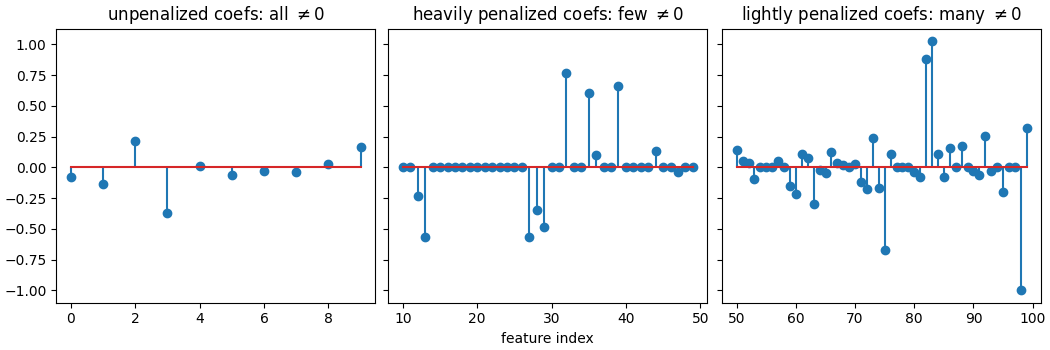 unpenalized coefs: all ≠0
heavily penalized coefs: few ≠0
lightly penalized coefs: many ≠0
1.00
0.75
0.50
0.25
0.00
−0.25
−0.50
−0.75
−1.00
0 2 4 6 8
10 20 30 40 50
50 60 70 80 90 100
feature index